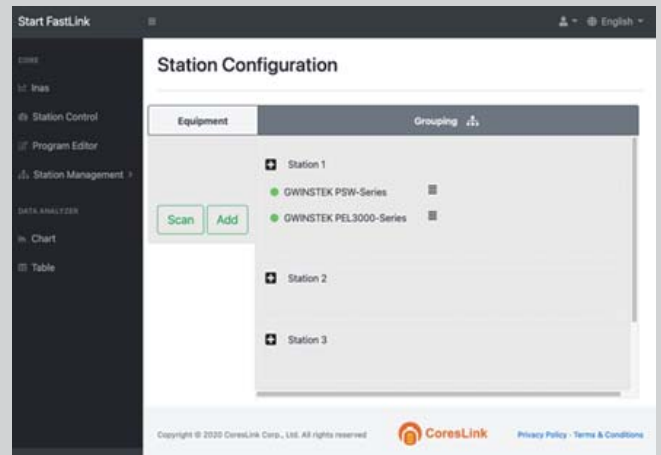 Start FastLink
English
CORE
Inas
Station Control
Program Editor
Station Management
DATA ANALYZER
Chart
Table
Station Configuration
Equipment
Grouping
Scan
Add
Station 1
GWINSTEK PSW-Series
GWINSTEK PEL3000-Series
Station 2
Station 3
Copyright © 2020 CoresLink Corp., Ltd. All rights reserved
CoresLink
Privacy Policy · Terms & Conditions